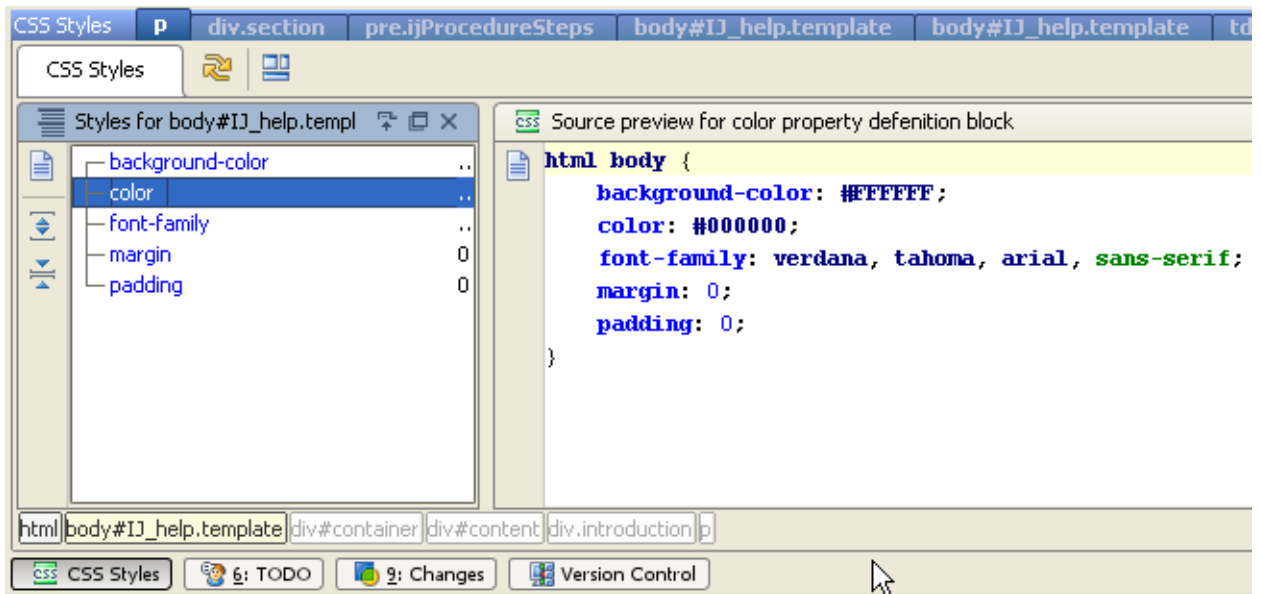 CSS Styles p div.section pre.ijProcedureSteps body#IJ_help.template body#IJ_help.template td
CSS Styles
Styles for body#IJ_help.templ
CSS Source preview for color property defenition block
background-color ..
color ..
font-family ..
margin 0
padding 0
html body {
background-color: #FFFFFF;
color: #000000;
font-family: verdana, tahoma, arial, sans-serif;
margin: 0;
padding: 0;
}
html body#IJ_help.template div#container div#content div.introduction p
CSS CSS Styles 6: TODO 9: Changes Version Control